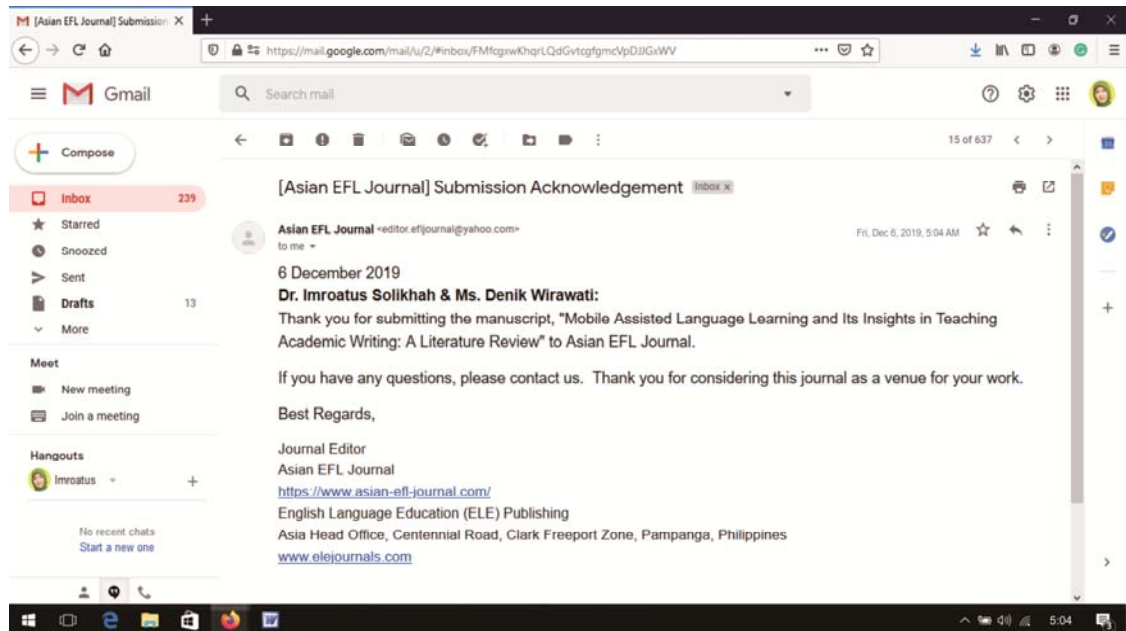 [Asian EFL Journal] Submission ×
https://mail.google.com/mail/u/2/#inbox/FMfcgxwKhqrLQdGvtcgfgmcVpDJJGxWV
Gmail
Search mail
Compose
15 of 637
Inbox 239
Starred
Snoozed
Sent
Drafts 13
More
Meet
New meeting
Join a meeting
Hangouts
Imroatus
No recent chats
Start a new one
[Asian EFL Journal] Submission Acknowledgement Inbox x
Asian EFL Journal <editor.efljournal@yahoo.com> Fri, Dec 6, 2019, 5:04 AM
to me
6 December 2019
Dr. Imroatus Solikhah & Ms. Denik Wirawati:
Thank you for submitting the manuscript, "Mobile Assisted Language Learning and Its Insights in Teaching
Academic Writing: A Literature Review" to Asian EFL Journal.
If you have any questions, please contact us. Thank you for considering this journal as a venue for your work.
Best Regards,
Journal Editor
Asian EFL Journal
https://www.asian-efl-journal.com/
English Language Education (ELE) Publishing
Asia Head Office, Centennial Road, Clark Freeport Zone, Pampanga, Philippines
www.elejournals.com
5:04